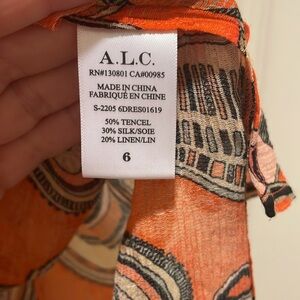 A.L.C.
RN#130801 CA#00985
MADE IN CHINA
FABRIQUÉ EN CHINE
S-2205 6DRES01619
50% TENCEL
30% SILK/SOIE
20% LINEN/LIN
6